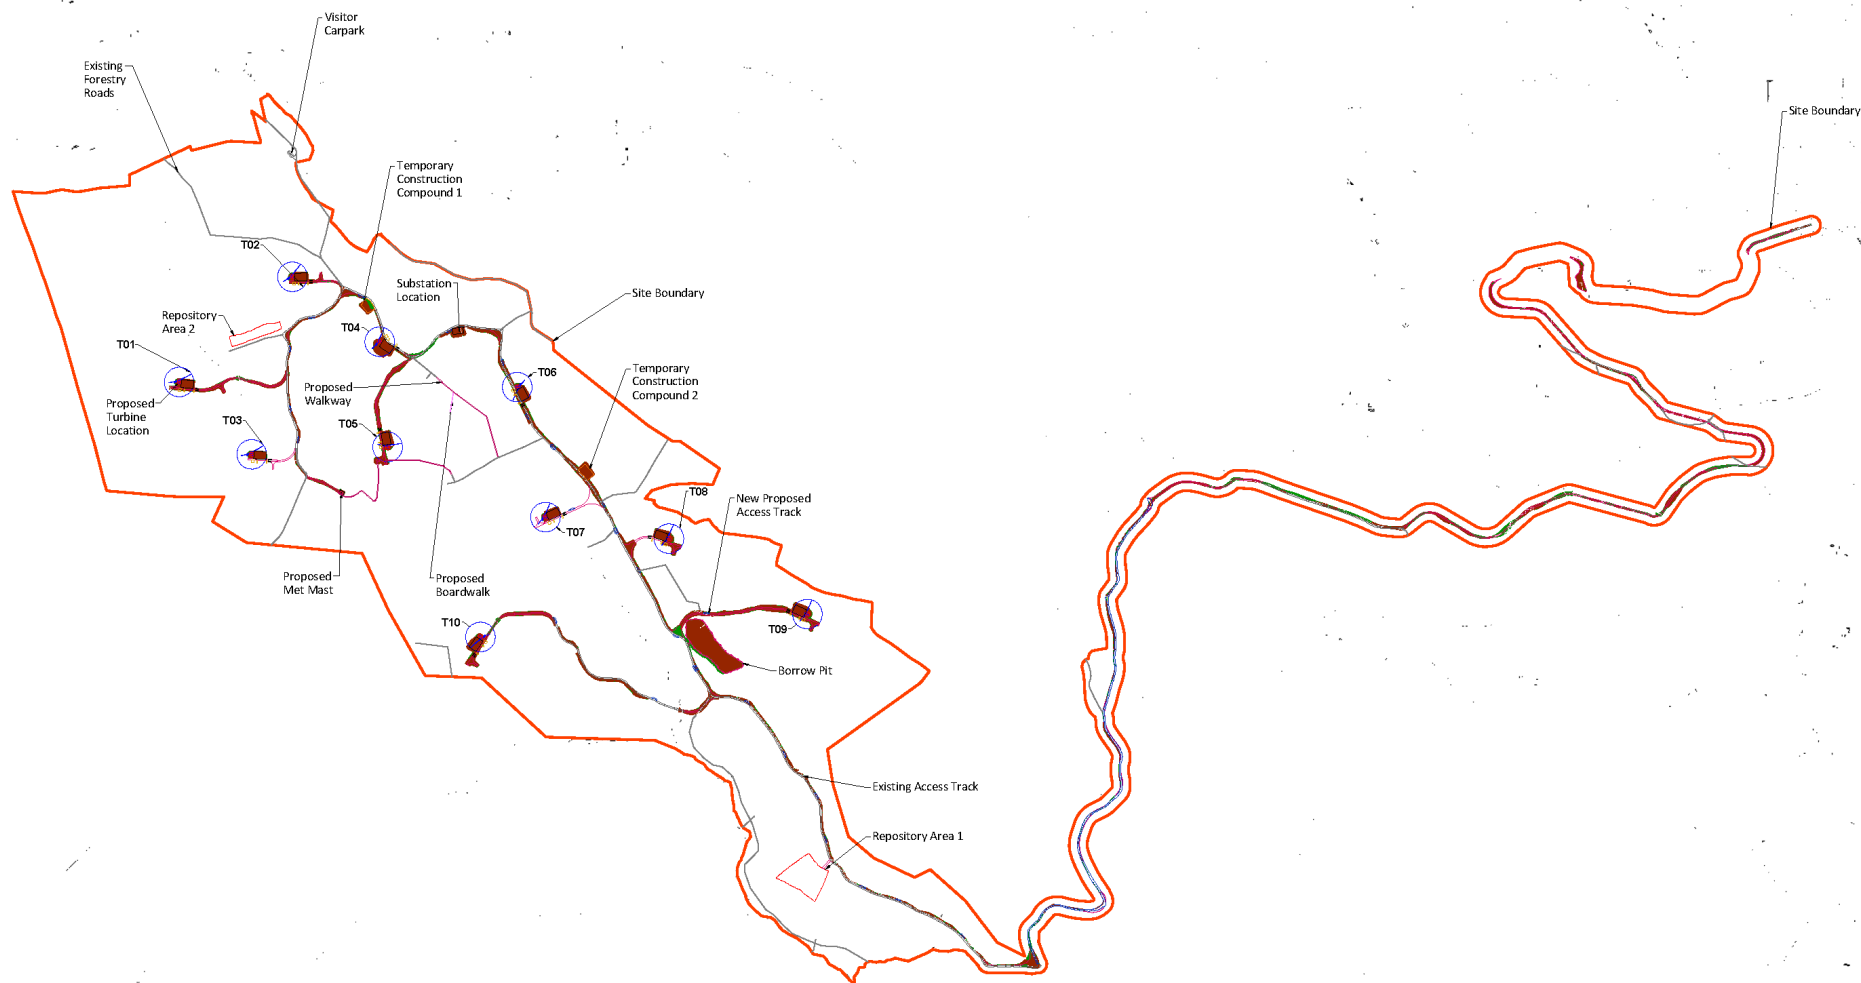 Visitor
Carpark
Existing
Forestry
Roads
Site Boundary
Temporary
Construction
Compound 1
T02
Substation
Location
Site Boundary
Repository
Area 2
T04
T01
T06
Temporary
Construction
Compound 2
Proposed
Walkway
Proposed
Turbine
Location
T03
T05
T08
New Proposed
Access Track
T07
Proposed
Met Mast
Proposed
Boardwalk
T10
T09
Borrow Pit
Existing Access Track
Repository Area 1